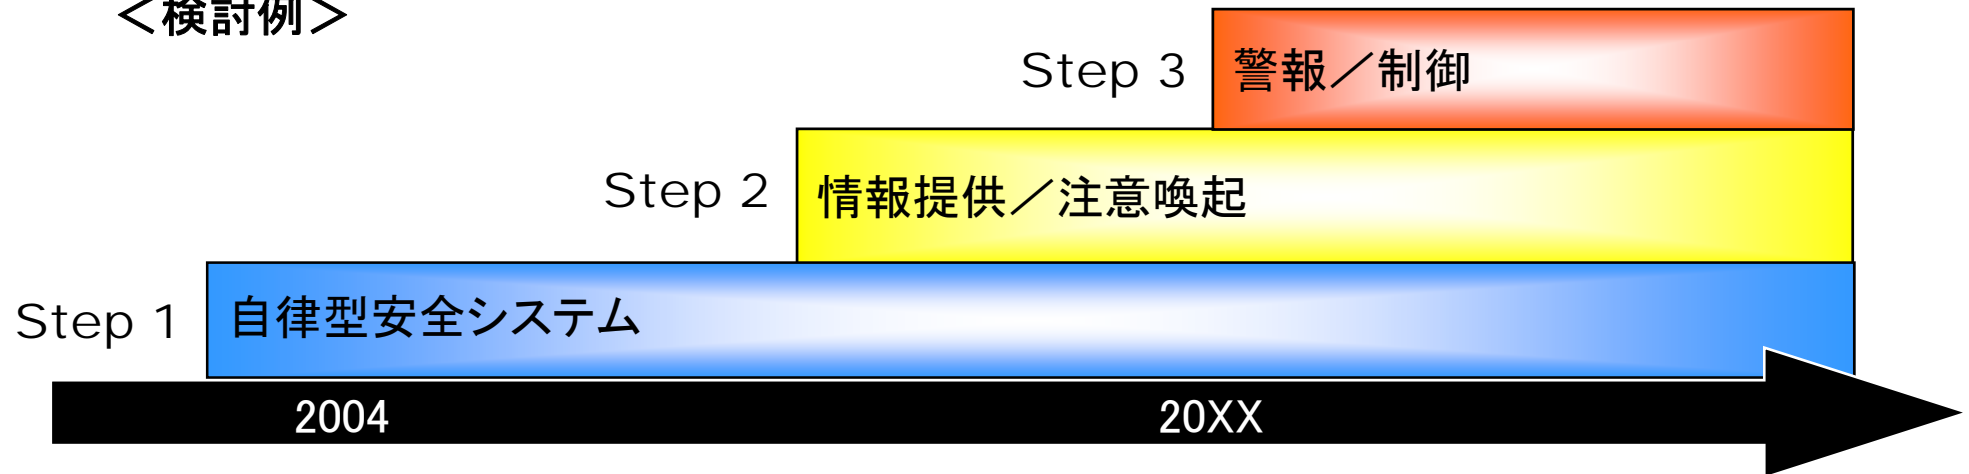 ＜検討例＞
Step 3
警報／制御
Step 2
情報提供／注意喚起
Step 1
自律型安全システム
2004
20XX